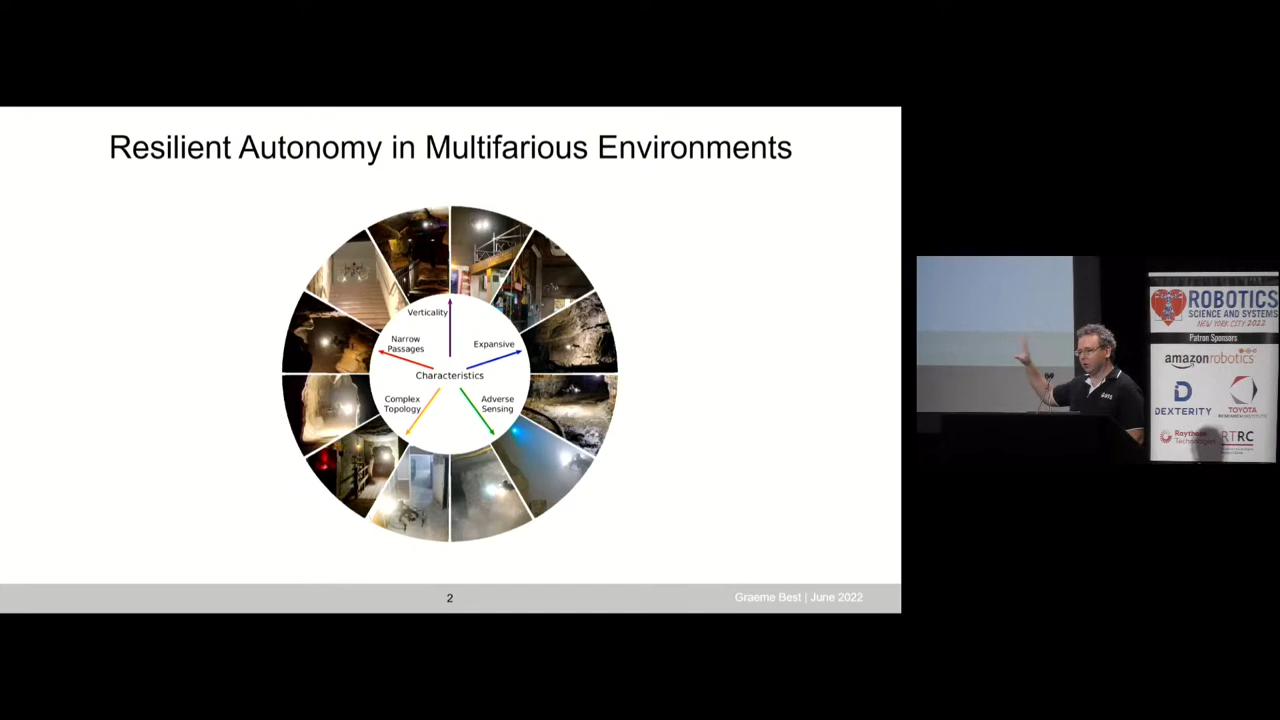 Resilient Autonomy in Multifarious Environments
Verticality
Narrow
Passages
Expansive
Characteristics
Complex
Topology
Adverse
Sensing
2
Graeme Best | June 2022
ROBOTICS
SCIENCE AND SYSTEMS
NEW YORK CITY 2022
Patron Sponsors
amazon robotics
DEXTERITY
TOYOTA
RESEARCH INSTITUTE
Raytheon
Technologies
RTRC